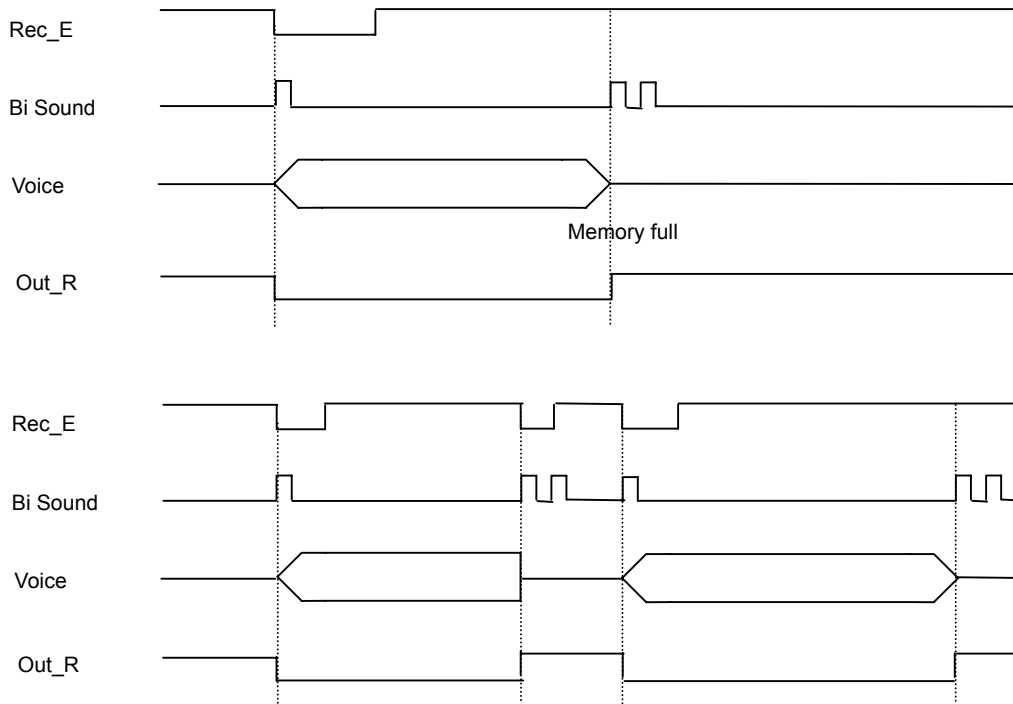 Rec_E
Bi Sound
Voice
Memory full
Out_R
Rec_E
Bi Sound
Voice
Out_R